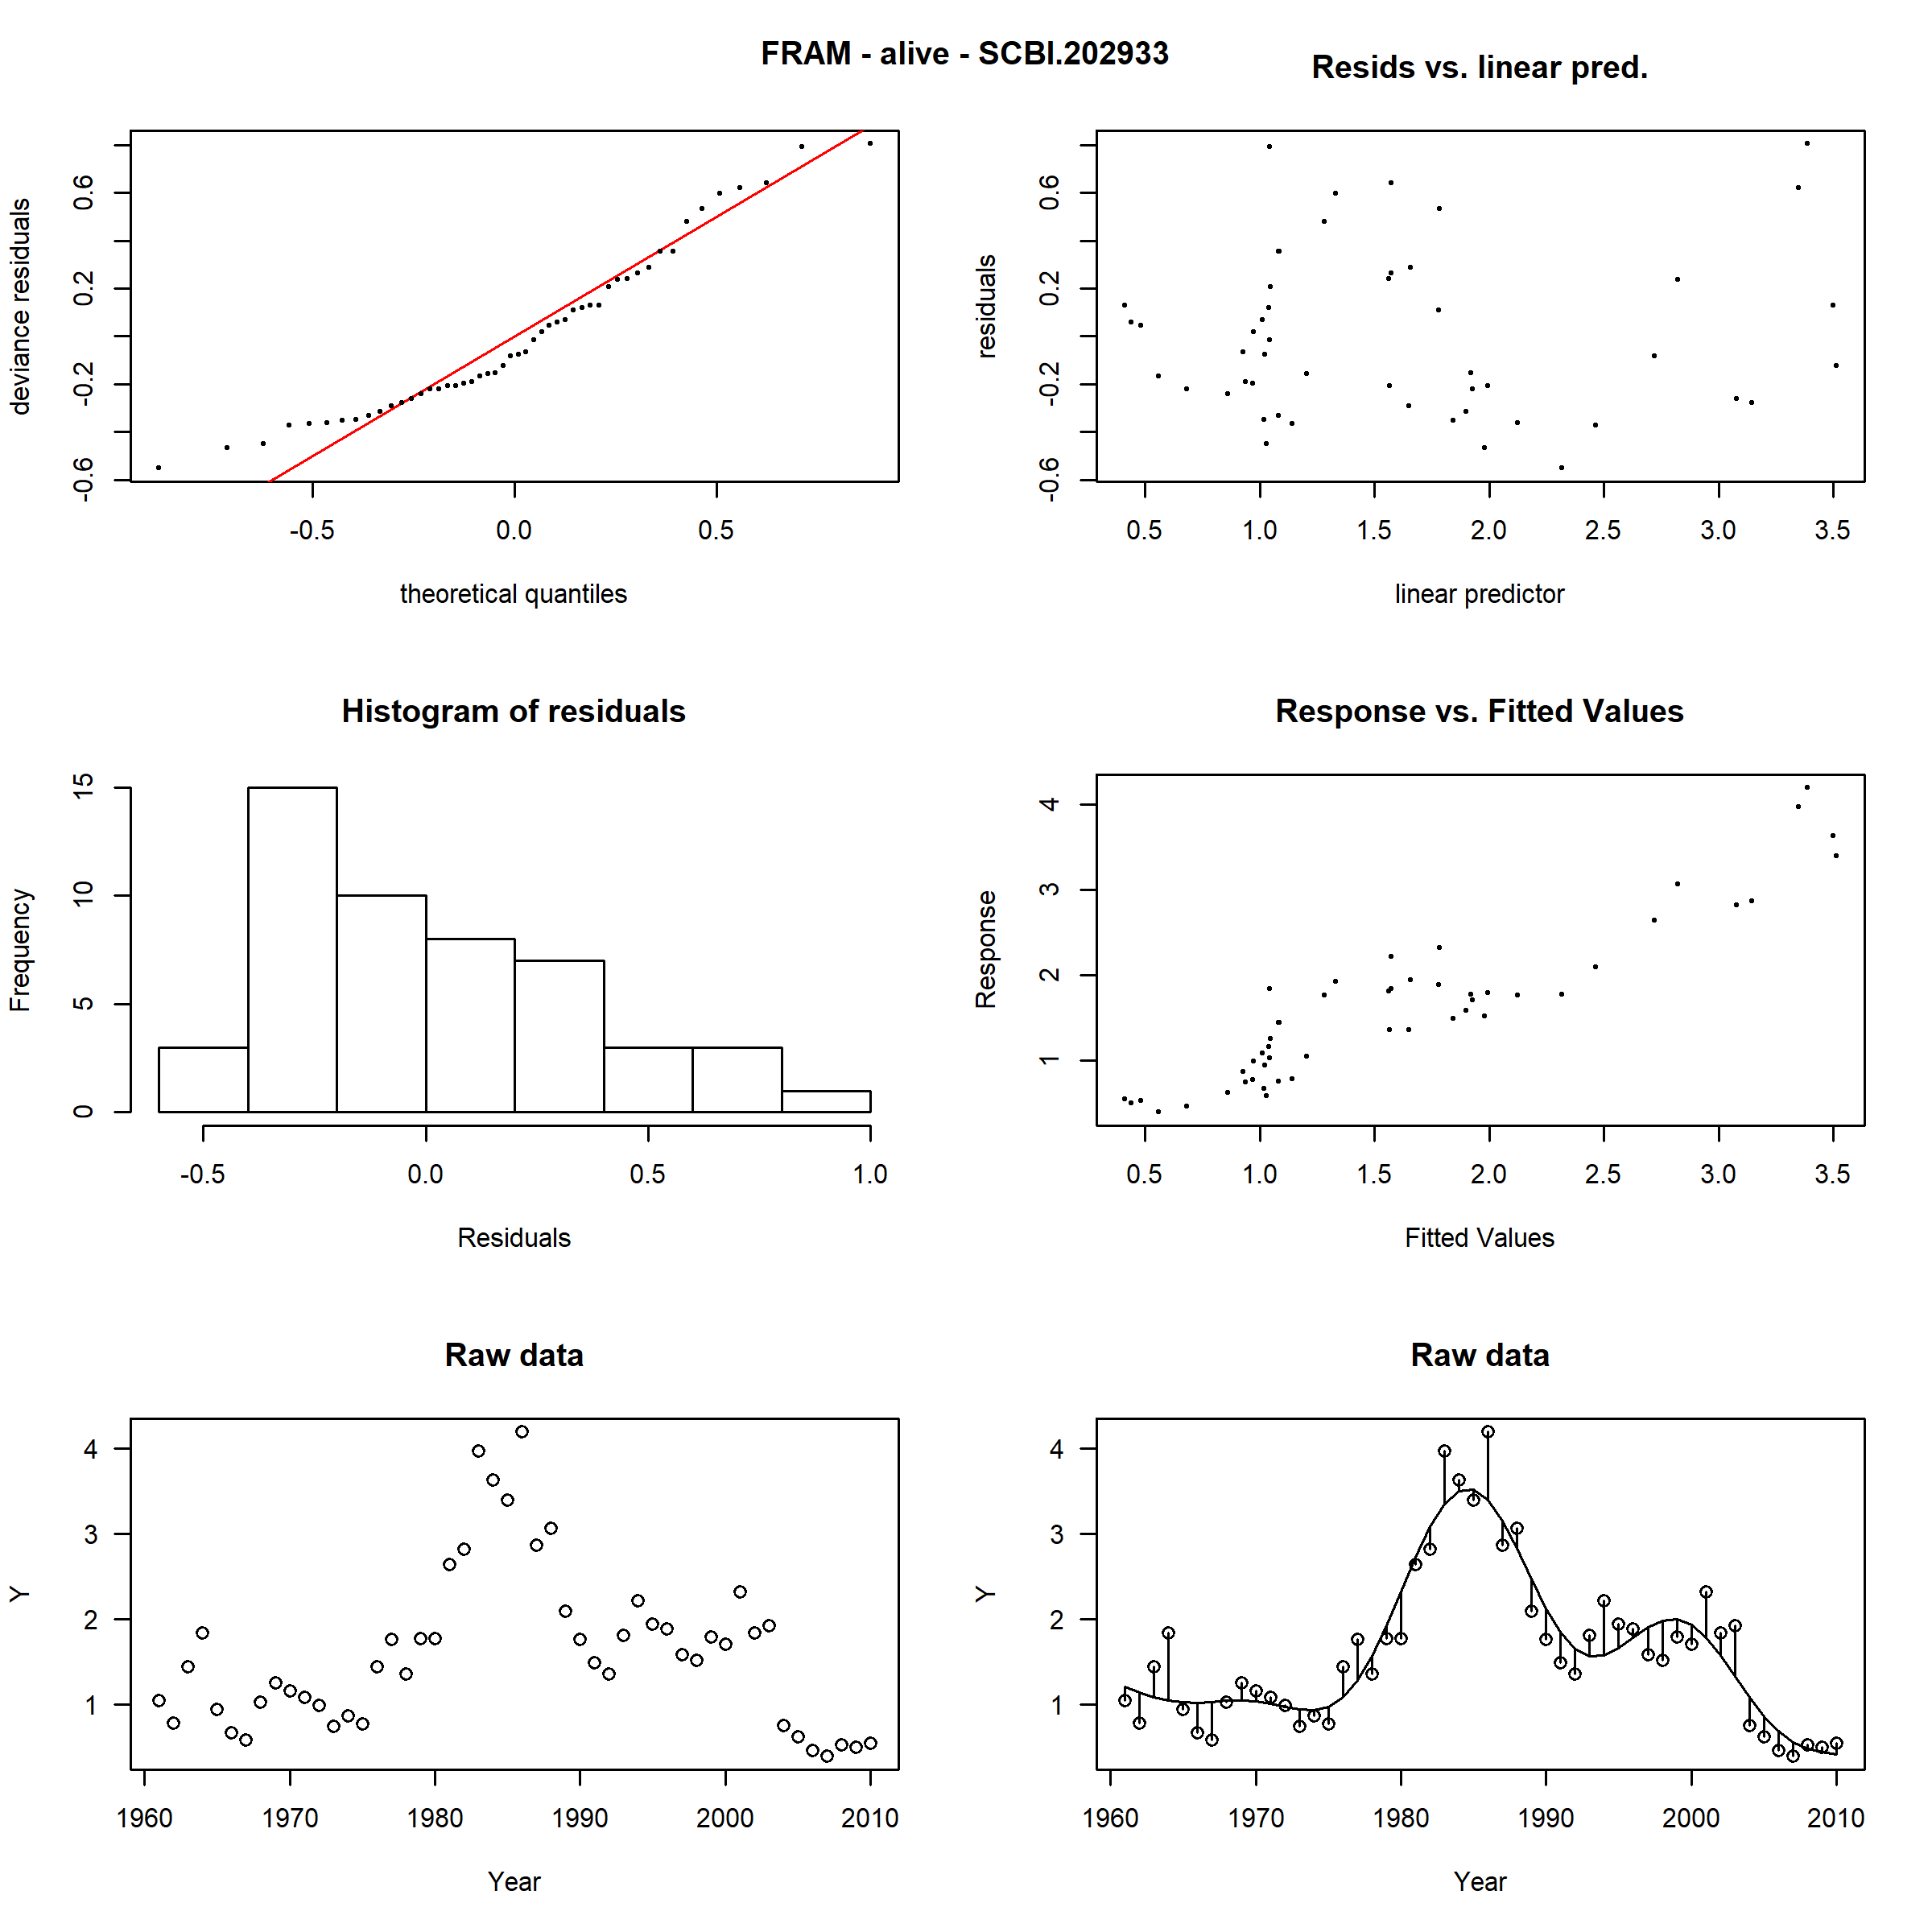 FRAM - alive - SCBI.202933
deviance residuals
-0.6 -0.2 0.2 0.6
-0.5 0.0 0.5
theoretical quantiles
Resids vs. linear pred.
residuals
-0.6 -0.2 0.2 0.6
0.5 1.0 1.5 2.0 2.5 3.0 3.5
linear predictor
Histogram of residuals
Frequency
0 5 10 15
-0.5 0.0 0.5 1.0
Residuals
Response vs. Fitted Values
Response
1 2 3 4
0.5 1.0 1.5 2.0 2.5 3.0 3.5
Fitted Values
Raw data
Y
1 2 3 4
1960 1970 1980 1990 2000 2010
Year
Raw data
Y
1 2 3 4
1960 1970 1980 1990 2000 2010
Year